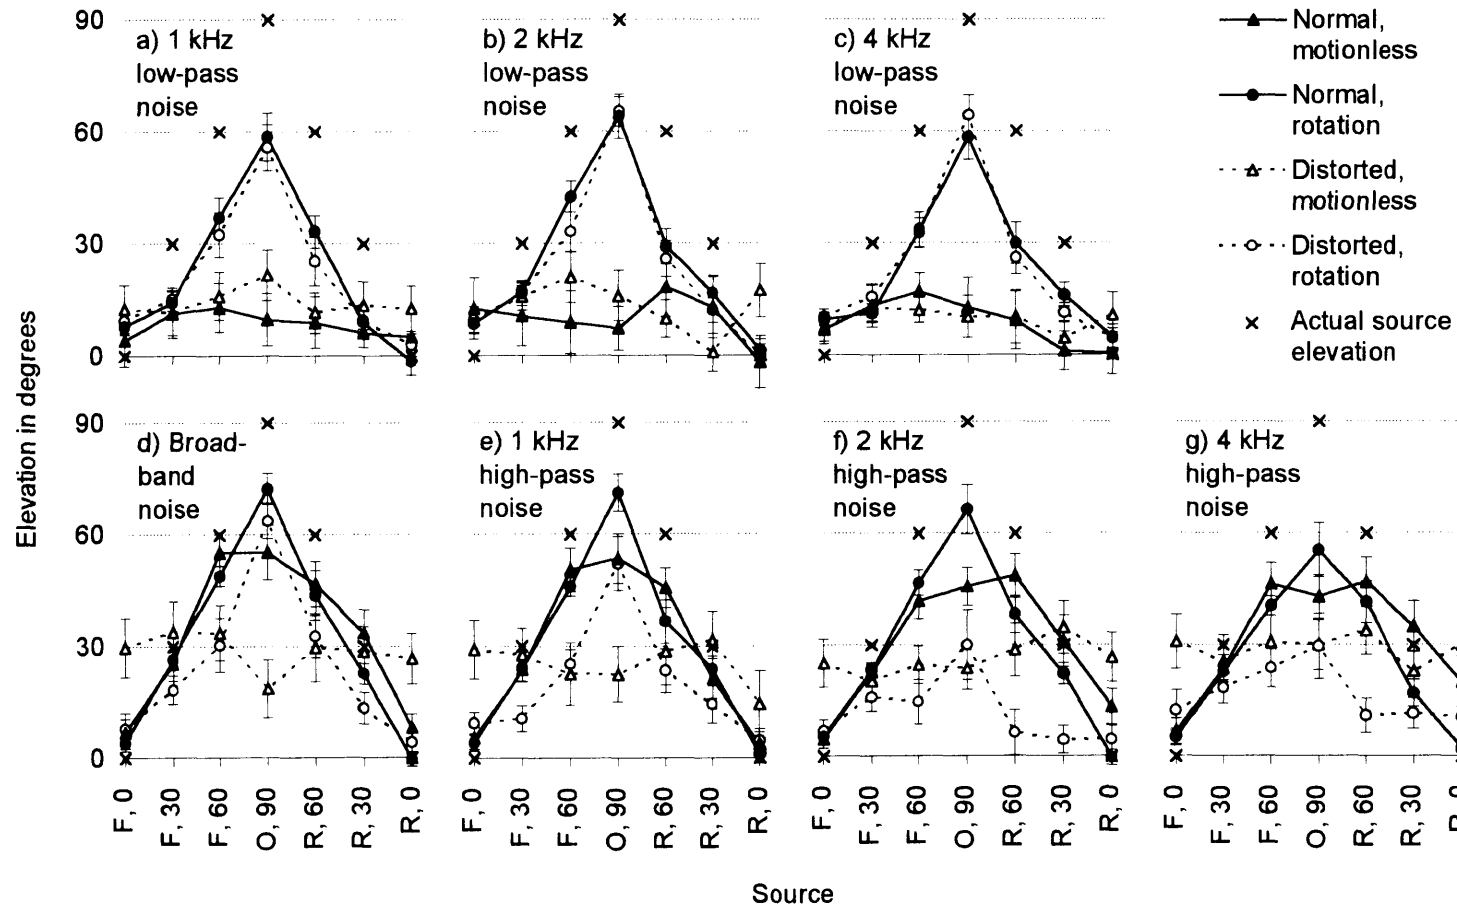 90
60
30
0
a) 1 kHz
low-pass
noise
b) 2 kHz
low-pass
noise
c) 4 kHz
low-pass
noise
Normal,
motionless
Normal,
rotation
Distorted,
motionless
Distorted,
rotation
Actual source
elevation
Elevation in degrees
90
60
30
0
d) Broad-
band
noise
e) 1 kHz
high-pass
noise
f) 2 kHz
high-pass
noise
g) 4 kHz
high-pass
noise
F, 0
F, 30
F, 60
O, 90
R, 60
R, 30
R, 0
F, 0
F, 30
F, 60
O, 90
R, 60
R, 30
R, 0
F, 0
F, 30
F, 60
O, 90
R, 60
R, 30
R, 0
F, 0
F, 30
F, 60
O, 90
R, 60
R, 30
Source